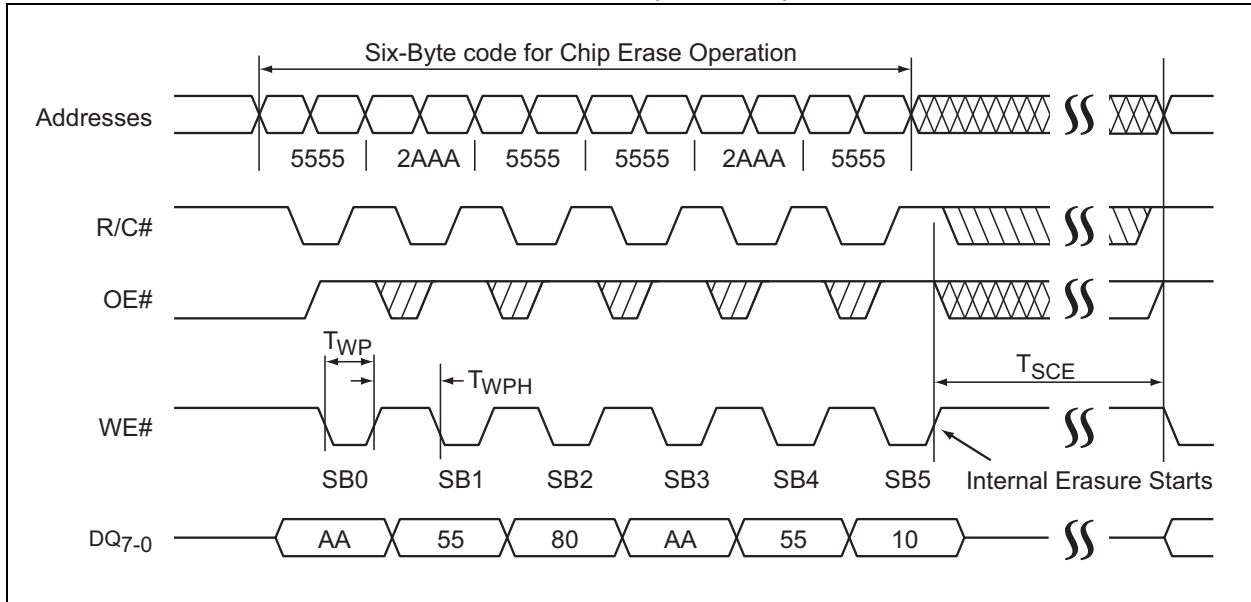 Six-Byte code for Chip Erase Operation
Addresses
5555 2AAA 5555 5555 2AAA 5555
R/C#
OE#
TWP
TWPH
TSCE
WE#
SB0 SB1 SB2 SB3 SB4 SB5
Internal Erasure Starts
DQ7-0
AA 55 80 AA 55 10